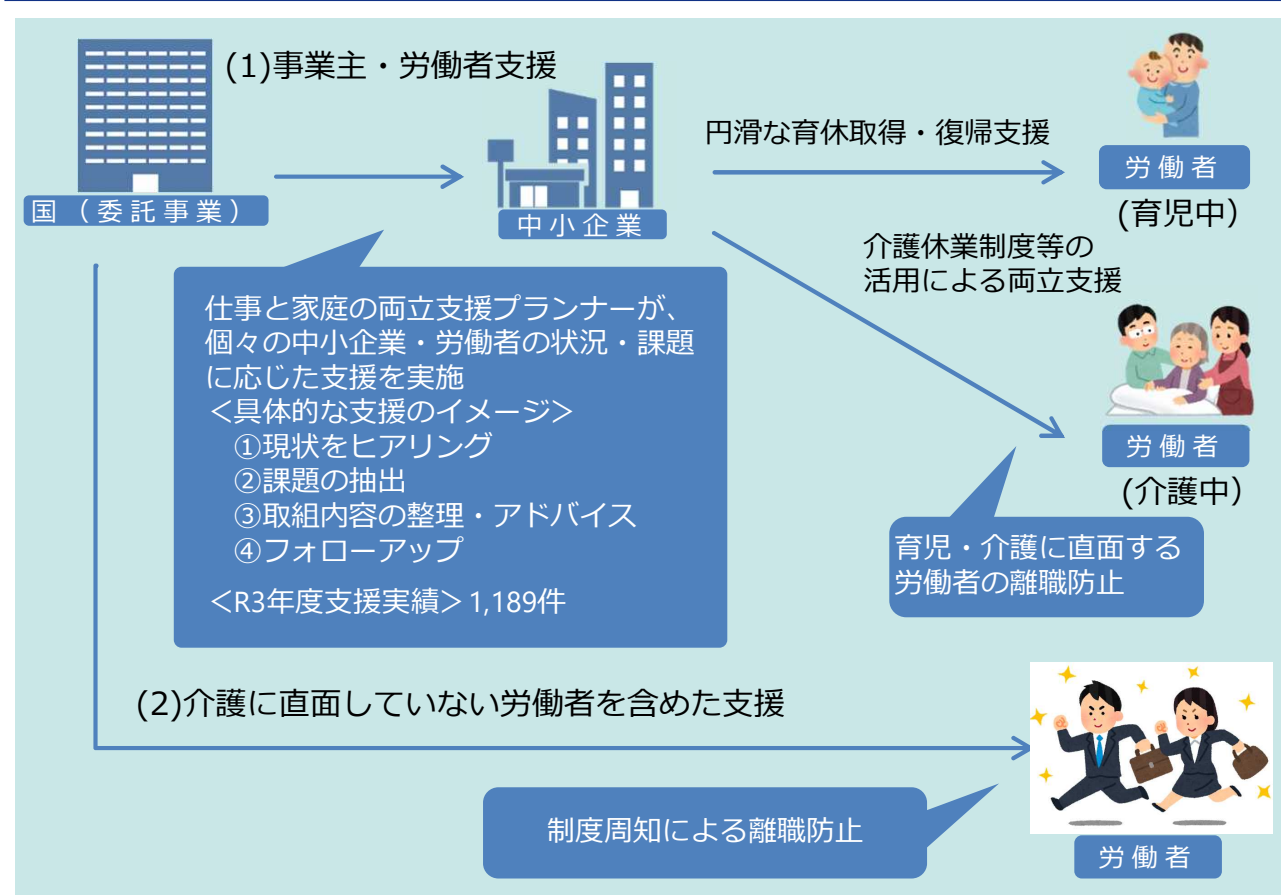 (1)事業主・労働者支援
国（委託事業）
中小企業
円滑な育休取得・復帰支援
労働者
(育児中)
介護休業制度等の
活用による両立支援
労働者
(介護中)
仕事と家庭の両立支援プランナーが、
個々の中小企業・労働者の状況・課題
に応じた支援を実施
＜具体的な支援のイメージ＞
①現状をヒアリング
②課題の抽出
③取組内容の整理・アドバイス
④フォローアップ
＜R3年度支援実績＞1,189件
育児・介護に直面する
労働者の離職防止
(2)介護に直面していない労働者を含めた支援
制度周知による離職防止
労働者